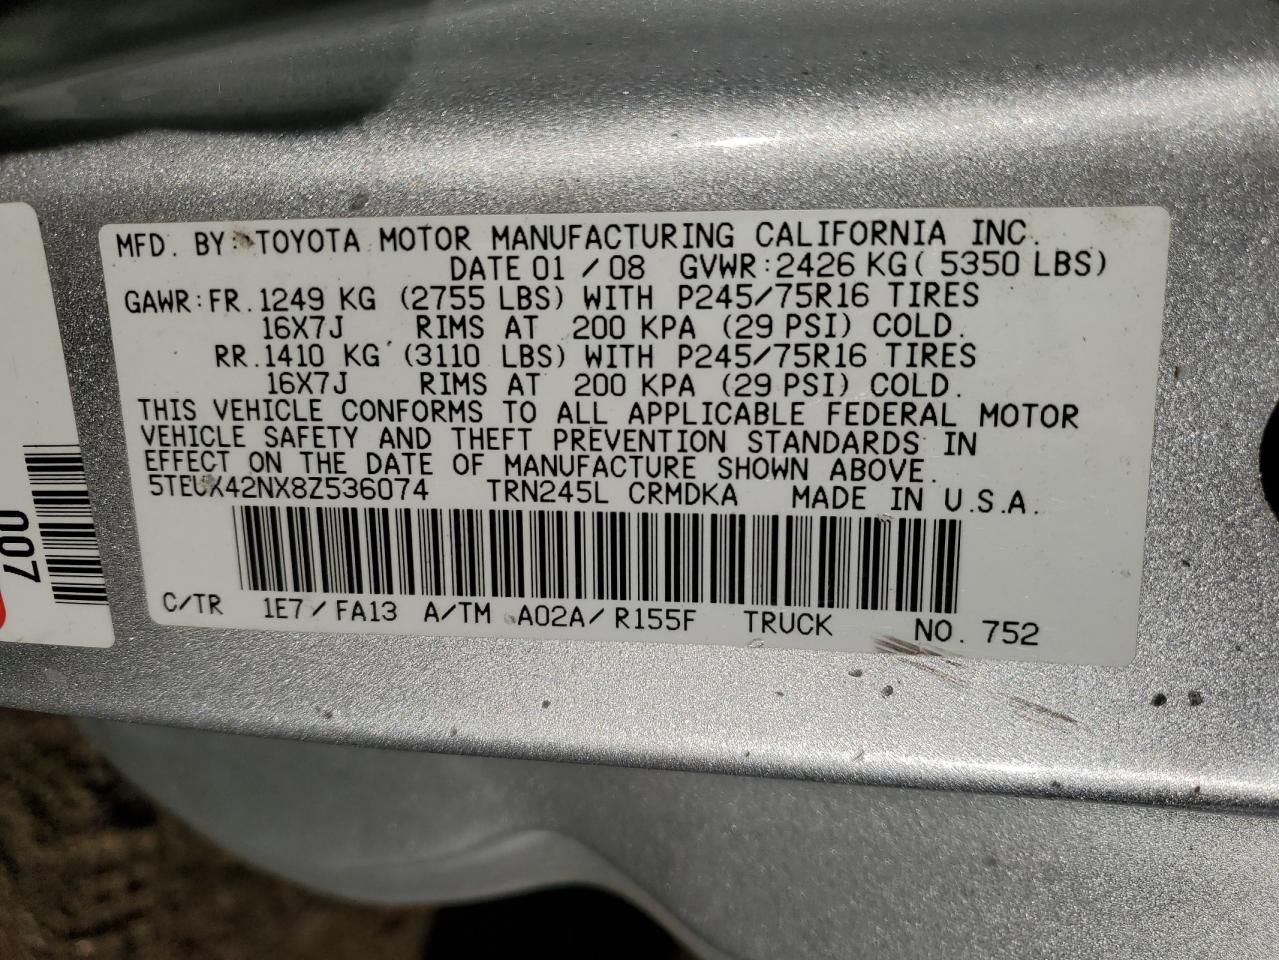 MFD. BY: TOYOTA MOTOR MANUFACTURING CALIFORNIA INC.
DATE 01 / 08 GVWR: 2426 KG ( 5350 LBS)
GAWR: FR. 1249 KG (2755 LBS) WITH P245/75R16 TIRES
16X7J RIMS AT 200 KPA (29 PSI) COLD.
RR. 1410 KG (3110 LBS) WITH P245/75R16 TIRES
16X7J RIMS AT 200 KPA (29 PSI) COLD.
THIS VEHICLE CONFORMS TO ALL APPLICABLE FEDERAL MOTOR
VEHICLE SAFETY AND THEFT PREVENTION STANDARDS IN
EFFECT ON THE DATE OF MANUFACTURE SHOWN ABOVE.
5TEUX42NX8Z536074 TRN245L CRMDKA MADE IN U.S.A.
C/TR 1E7 / FA13 A/TM A02A / R155F TRUCK NO. 752
007